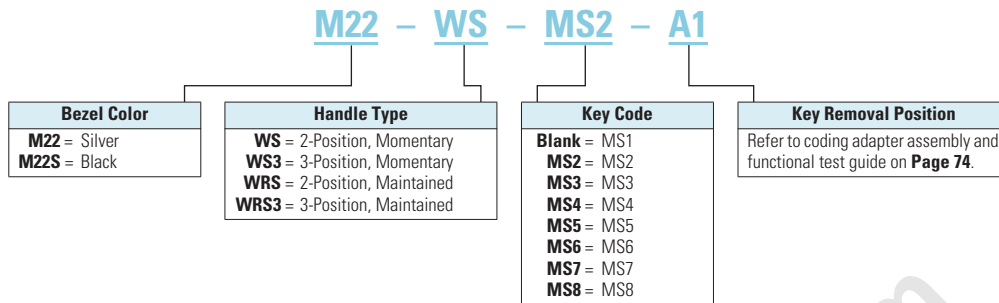 M22 – WS – MS2 – A1
Bezel Color
M22 = Silver
M22S = Black
Handle Type
WS = 2-Position, Momentary
WS3 = 3-Position, Momentary
WRS = 2-Position, Maintained
WRS3 = 3-Position, Maintained
Key Code
Blank = MS1
MS2 = MS2
MS3 = MS3
MS4 = MS4
MS5 = MS5
MS6 = MS6
MS7 = MS7
MS8 = MS8
Key Removal Position
Refer to coding adapter assembly and
functional test guide on Page 74.